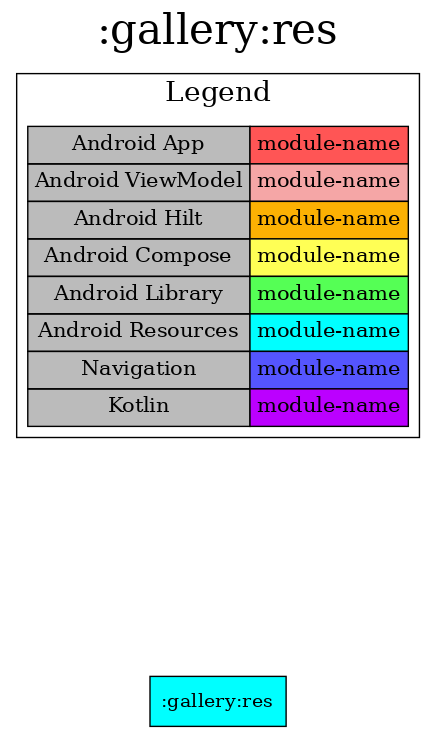 :gallery:res
Legend
Android App module-name
Android ViewModel module-name
Android Hilt module-name
Android Compose module-name
Android Library module-name
Android Resources module-name
Navigation module-name
Kotlin module-name
:gallery:res